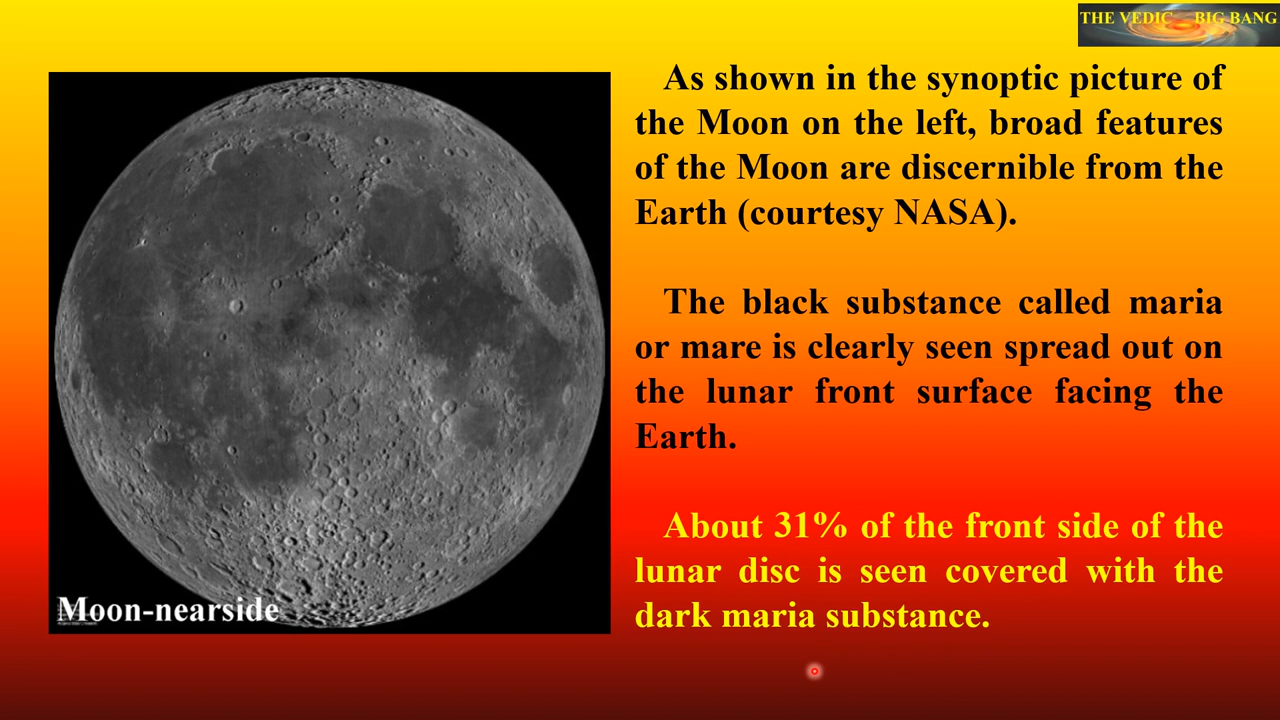 THE VEDIC BIG BANG
As shown in the synoptic picture of
the Moon on the left, broad features
of the Moon are discernible from the
Earth (courtesy NASA).
The black substance called maria
or mare is clearly seen spread out on
the lunar front surface facing the
Earth.
About 31% of the front side of the
lunar disc is seen covered with the
dark maria substance.
Moon-nearside